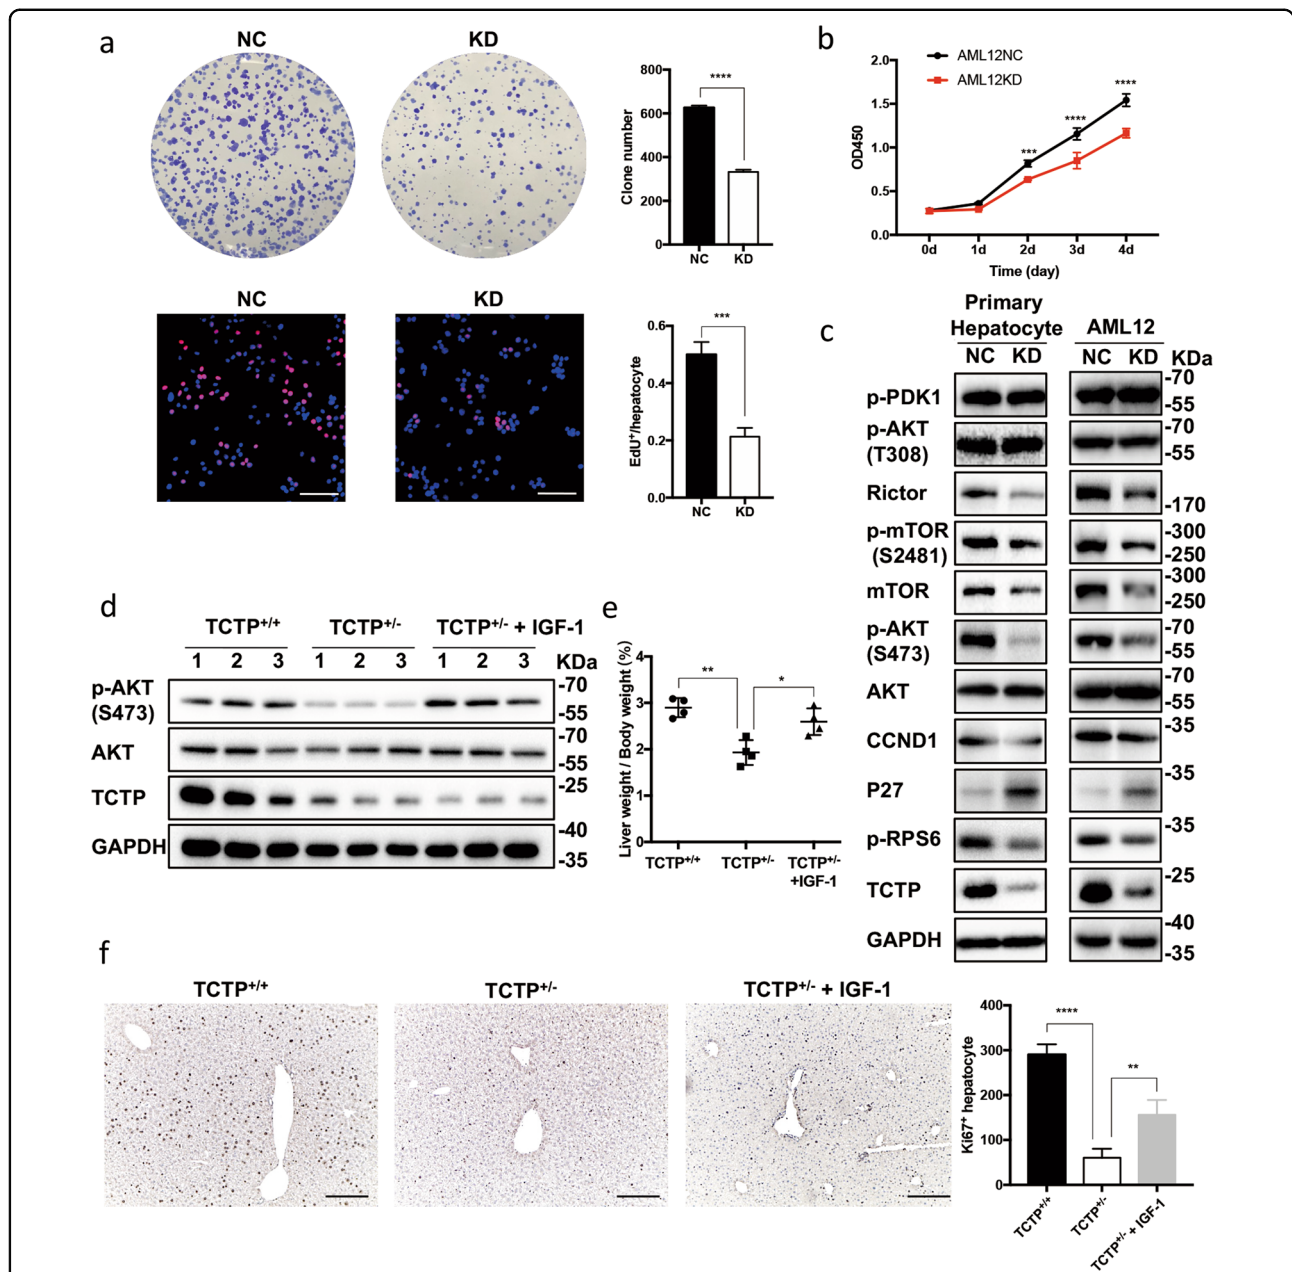 a
NC
KD
800
600
400
200
0
Clone number
****
NC
KD
NC
KD
0.6
0.4
0.2
0.0
EdU⁺/hepatocyte
***
NC
KD
b
AML12NC
AML12KD
2.0
1.5
1.0
0.5
0.0
OD450
***
****
****
0d 1d 2d 3d 4d
Time (day)
c
Primary
Hepatocyte
AML12
NC KD NC KD KDa
p-PDK1
-70
-55
p-AKT
(T308)
-70
-55
Rictor
-170
p-mTOR
(S2481)
-300
-250
mTOR
-300
-250
p-AKT
(S473)
-70
-55
AKT
-70
-55
CCND1
-35
P27
-35
p-RPS6
-35
TCTP
-25
GAPDH
-40
-35
d
TCTP⁺/⁺ TCTP⁺/⁻ TCTP⁺/⁻ + IGF-1
1 2 3 1 2 3 1 2 3 KDa
p-AKT
(S473)
-70
-55
AKT
-70
-55
TCTP
-25
GAPDH
-40
-35
e
Liver weight / Body weight (%)
4
3
2
1
0
**
*
TCTP⁺/⁺
TCTP⁺/⁻
TCTP⁺/⁻
+IGF-1
f
TCTP⁺/⁺
TCTP⁺/⁻
TCTP⁺/⁻ + IGF-1
400
300
200
100
0
Ki67⁺ hepatocyte
****
**
TCTP⁺/⁺
TCTP⁺/⁻
TCTP⁺/⁻ + IGF-1